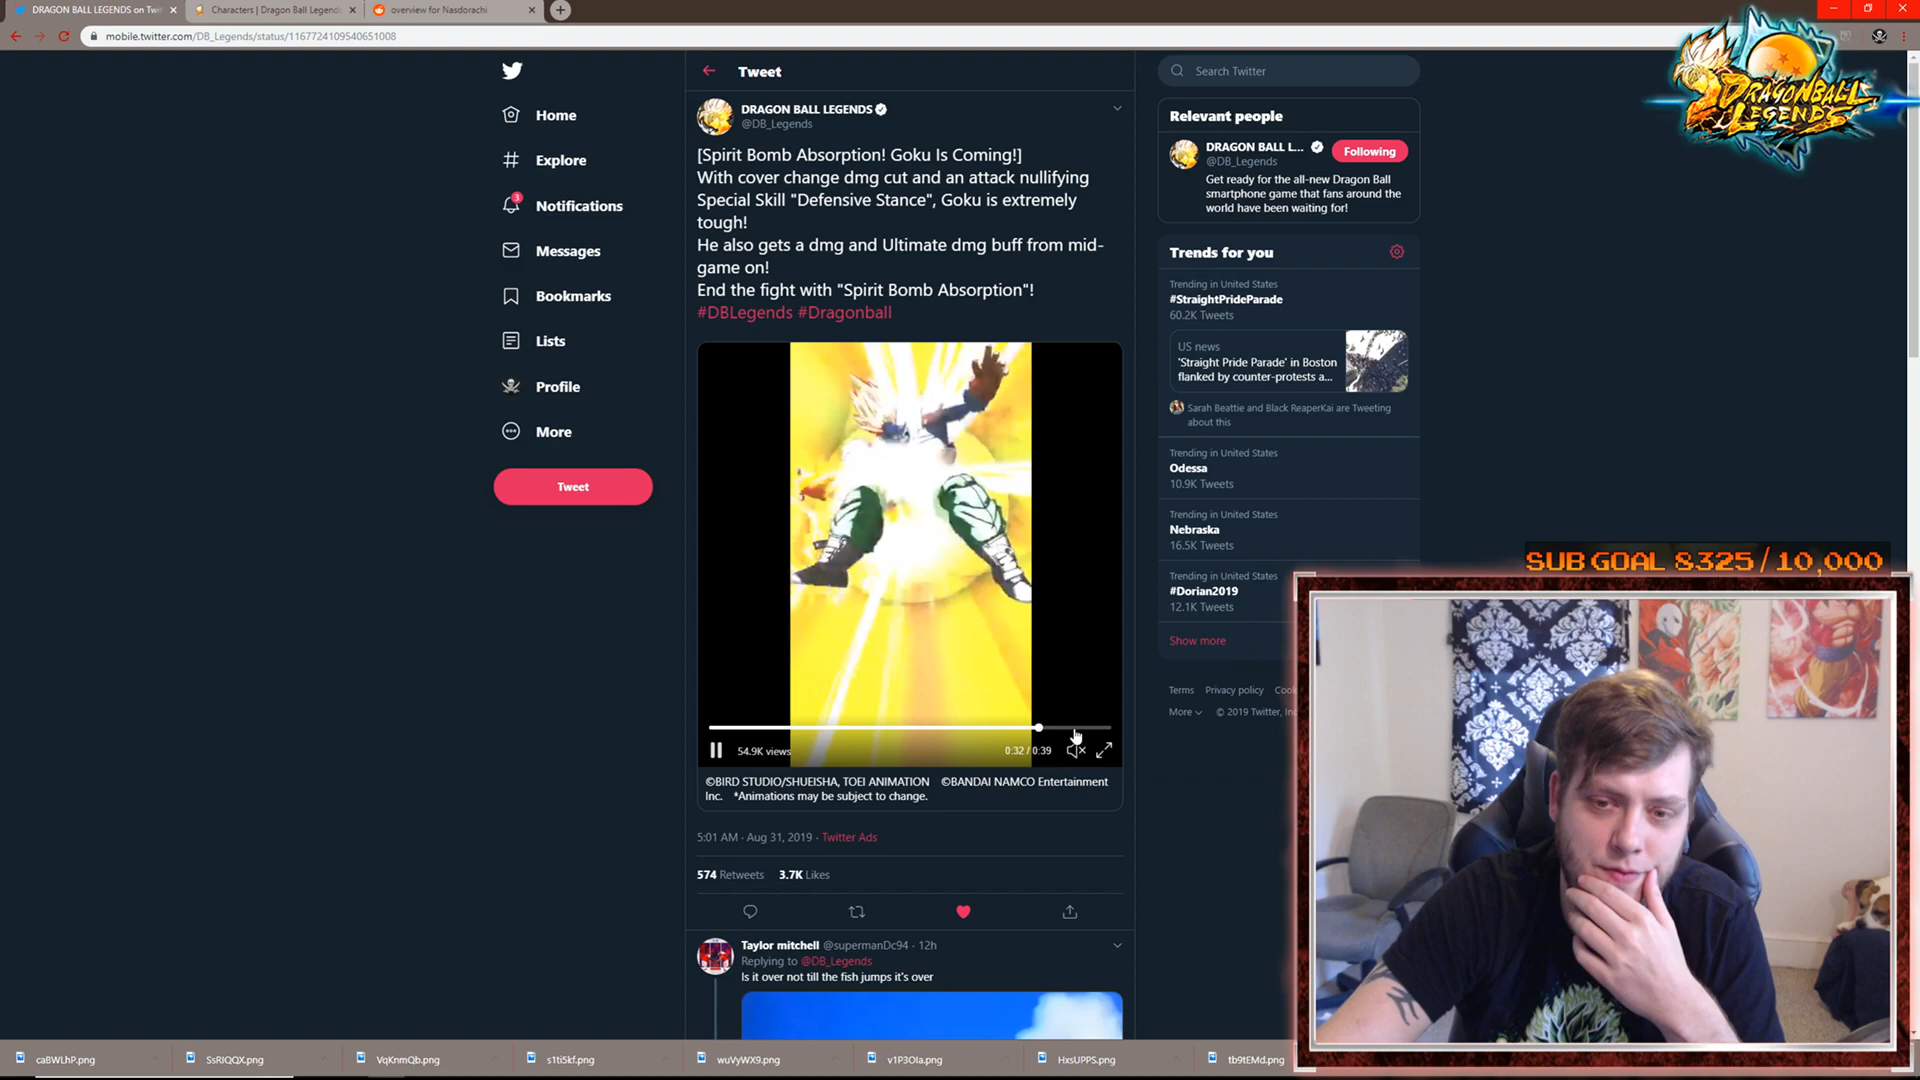 DRAGON BALL LEGENDS on Twi
Characters | Dragon Ball Legends
overview for Nasdorachi
mobile.twitter.com/DB_Legends/status/1167724109540651008
DRAGONBALL
LEGENDS
Home
Explore
3
Notifications
Messages
Bookmarks
Lists
Profile
More
Tweet
Tweet
DRAGON BALL LEGENDS
@DB_Legends
[Spirit Bomb Absorption! Goku Is Coming!]
With cover change dmg cut and an attack nullifying
Special Skill "Defensive Stance", Goku is extremely
tough!
He also gets a dmg and Ultimate dmg buff from mid-
game on!
End the fight with "Spirit Bomb Absorption"!
#DBLegends #Dragonball
54.9K views
0:32 / 0:39
©BIRD STUDIO/SHUEISHA, TOEI ANIMATION ©BANDAI NAMCO Entertainment
Inc. *Animations may be subject to change.
5:01 AM · Aug 31, 2019 · Twitter Ads
574 Retweets 3.7K Likes
Taylor mitchell @supermanDc94 · 12h
Replying to @DB_Legends
Is it over not till the fish jumps it's over
Search Twitter
Relevant people
DRAGON BALL L...
@DB_Legends
Following
Get ready for the all-new Dragon Ball
smartphone game that fans around the
world have been waiting for!
Trends for you
Trending in United States
#StraightPrideParade
60.2K Tweets
US news
'Straight Pride Parade' in Boston
flanked by counter-protests a...
Sarah Beattie and Black ReaperKai are Tweeting
about this
Trending in United States
Odessa
10.9K Tweets
Trending in United States
Nebraska
16.5K Tweets
Trending in United States
#Dorian2019
12.1K Tweets
Show more
Terms Privacy policy Cook
More © 2019 Twitter, Inc
SUB GOAL 8325 / 10,000
caBWLhP.png
SsRIQQX.png
VqKnmQb.png
s1ti5kf.png
wuVyWX9.png
v1P3OIa.png
HxsUPPS.png
tb9tEMd.png